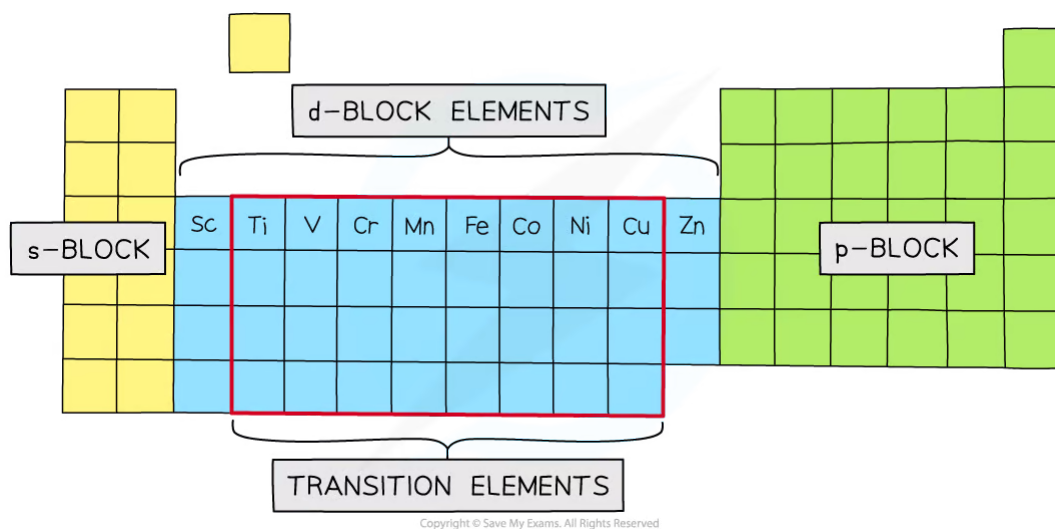 d-BLOCK ELEMENTS
Sc Ti V Cr Mn Fe Co Ni Cu Zn
s-BLOCK
p-BLOCK
TRANSITION ELEMENTS
Copyright © Save My Exams. All Rights Reserved